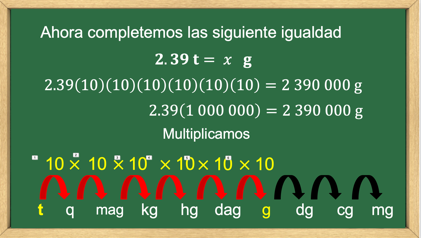 Ahora completemos las siguiente igualdad
2.39 t = x g
2.39(10)(10)(10)(10)(10)(10) = 2 390 000 g
2.39(1 000 000) = 2 390 000 g
Multiplicamos
10 × 10 × 10 × 10 × 10 × 10
t q mag kg hg dag g dg cg mg